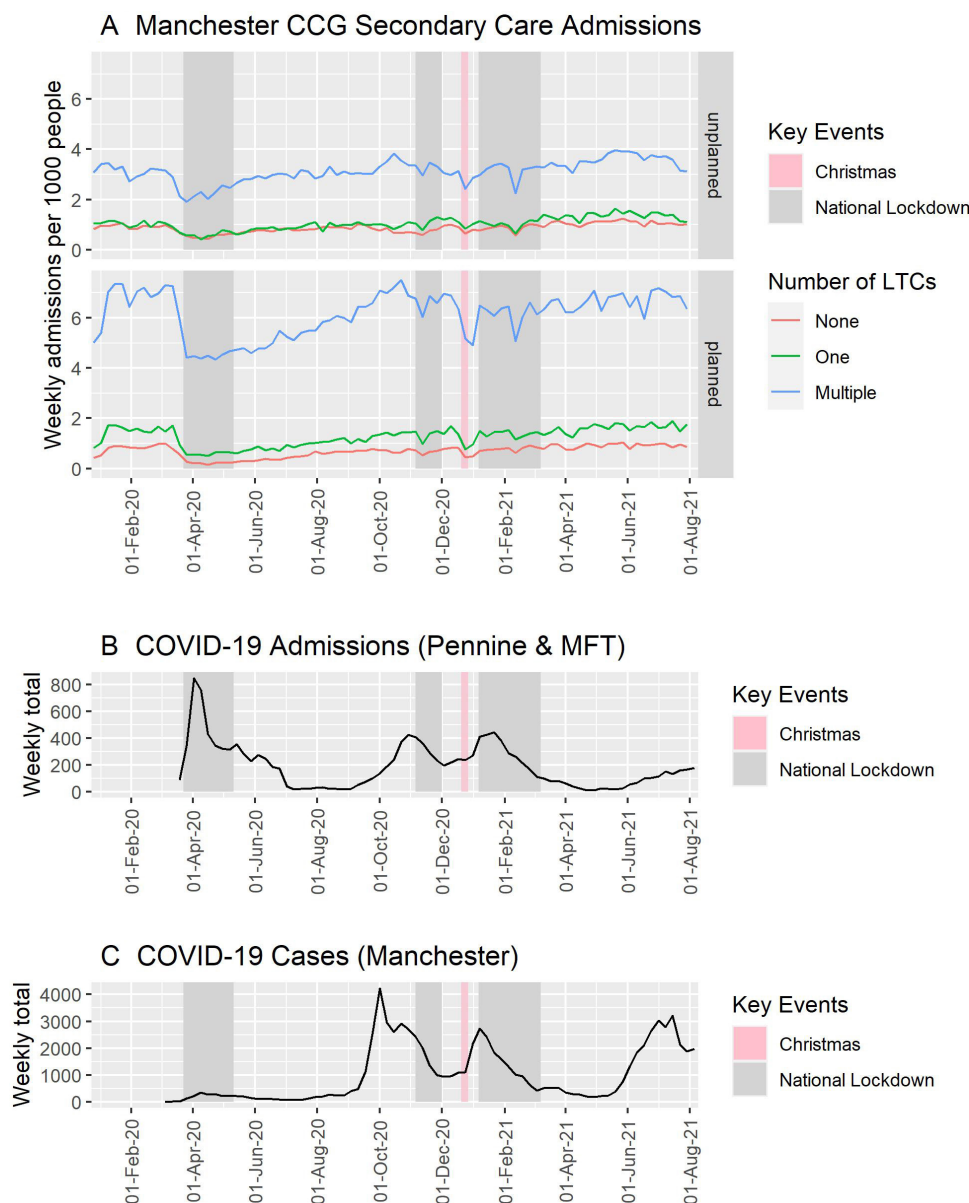 A Manchester CCG Secondary Care Admissions
Weekly admissions per 1000 people
6
4
2
0
unplanned
6
4
2
0
planned
01-Feb-20
01-Apr-20
01-Jun-20
01-Aug-20
01-Oct-20
01-Dec-20
01-Feb-21
01-Apr-21
01-Jun-21
01-Aug-21
Key Events
Christmas
National Lockdown
Number of LTCs
None
One
Multiple
B COVID-19 Admissions (Pennine & MFT)
Weekly total
800
600
400
200
0
01-Feb-20
01-Apr-20
01-Jun-20
01-Aug-20
01-Oct-20
01-Dec-20
01-Feb-21
01-Apr-21
01-Jun-21
01-Aug-21
Key Events
Christmas
National Lockdown
C COVID-19 Cases (Manchester)
Weekly total
4000
3000
2000
1000
0
01-Feb-20
01-Apr-20
01-Jun-20
01-Aug-20
01-Oct-20
01-Dec-20
01-Feb-21
01-Apr-21
01-Jun-21
01-Aug-21
Key Events
Christmas
National Lockdown